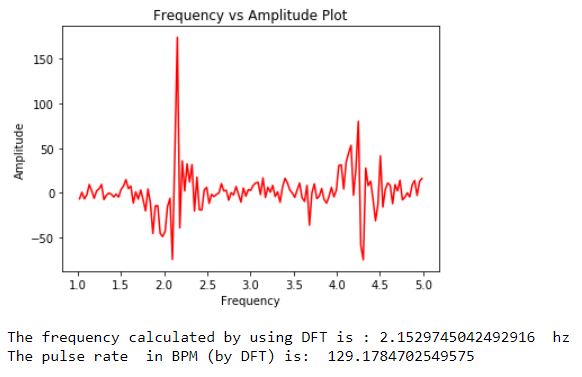 Frequency vs Amplitude Plot
150
100
50
0
−50
Amplitude
1.0 1.5 2.0 2.5 3.0 3.5 4.0 4.5 5.0
Frequency
The frequency calculated by using DFT is : 2.1529745042492916  hz
The pulse rate  in BPM (by DFT) is:  129.1784702549575